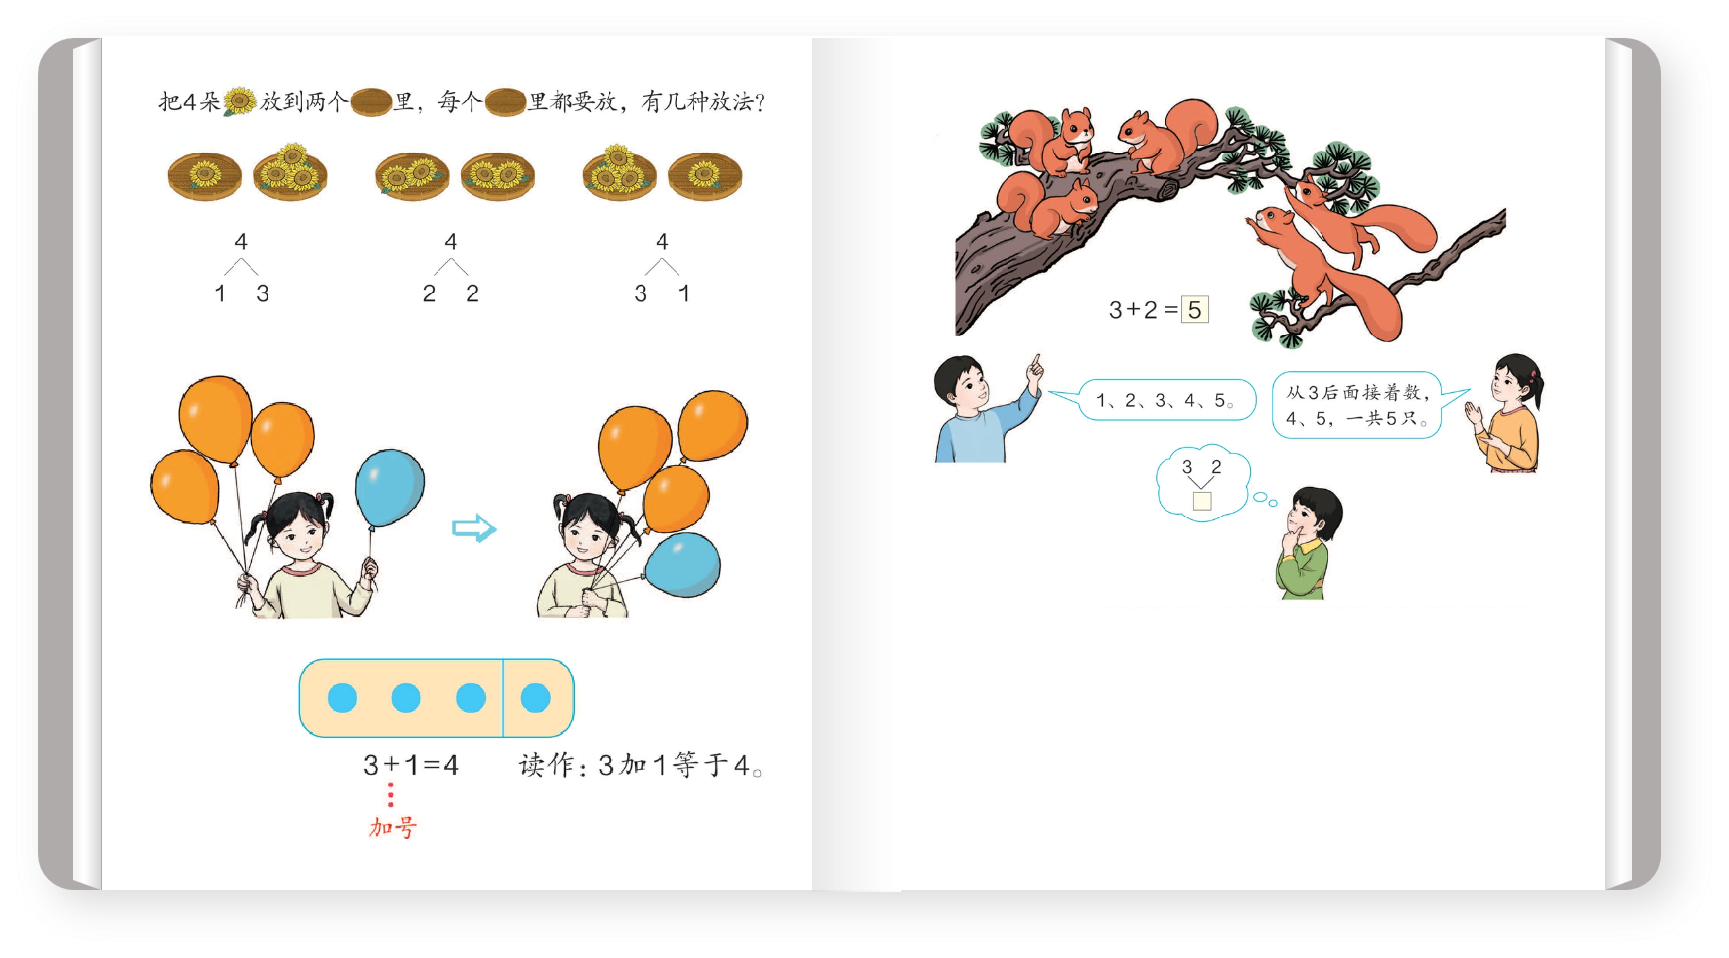 把4朵放到两个里，每个里都要放，有几种放法？
4 4 4
1 3 2 2 3 1
3+1=4 读作：3加1等于4。
加号
3+2=5
1、2、3、4、5。
从3后面接着数，
4、5，一共5只。
3 2